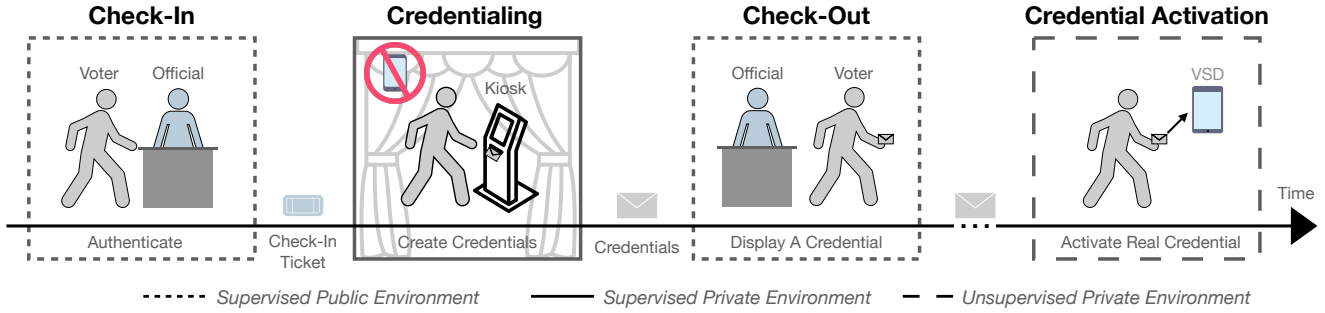 Check-In
Credentialing
Check-Out
Credential Activation
Voter
Official
Kiosk
Official
Voter
VSD
Time
Authenticate
Check-In
Ticket
Create Credentials
Credentials
Display A Credential
Activate Real Credential
Supervised Public Environment
Supervised Private Environment
Unsupervised Private Environment